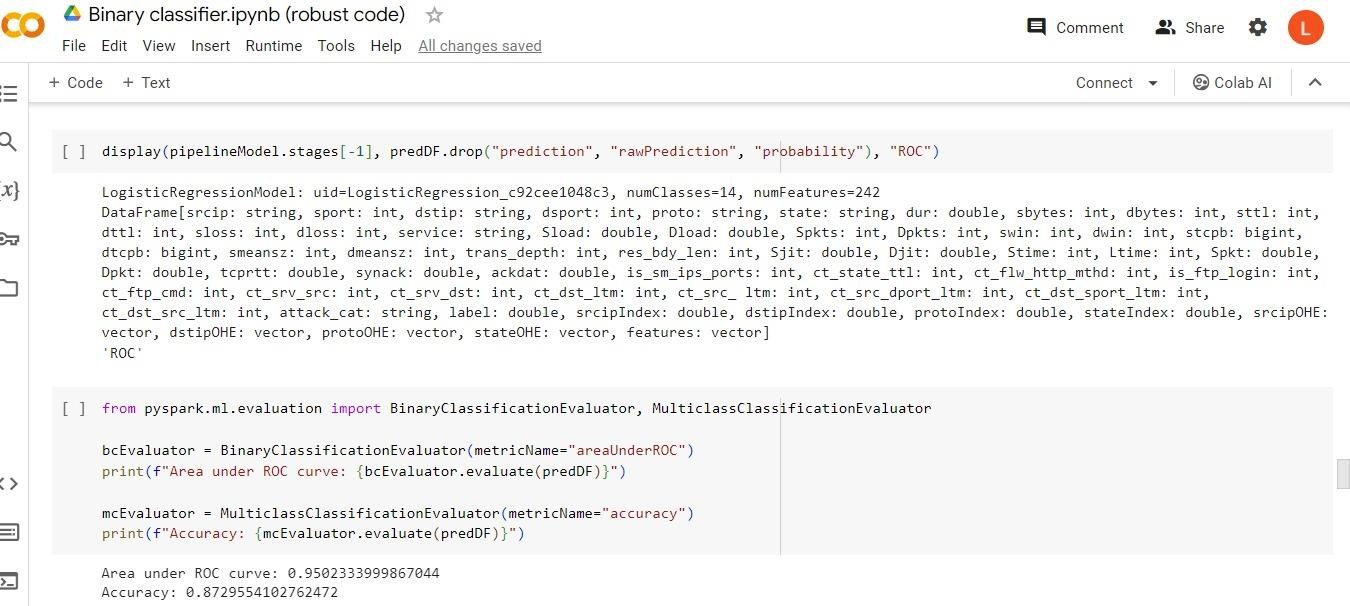 CO Binary classifier.ipynb (robust code)
File Edit View Insert Runtime Tools Help All changes saved
Comment Share L
+ Code + Text Connect Colab AI
[ ] display(pipelineModel.stages[-1], predDF.drop("prediction", "rawPrediction", "probability"), "ROC")
LogisticRegressionModel: uid=LogisticRegression_c92cee1048c3, numClasses=14, numFeatures=242
DataFrame[srcip: string, sport: int, dstip: string, dsport: int, proto: string, state: string, dur: double, sbytes: int, dbytes: int, sttl: int,
dttl: int, sloss: int, dloss: int, service: string, Sload: double, Dload: double, Spkts: int, Dpkts: int, swin: int, dwin: int, stcpb: bigint,
dtcpb: bigint, smeansz: int, dmeansz: int, trans_depth: int, res_bdy_len: int, Sjit: double, Djit: double, Stime: int, Ltime: int, Spkt: double,
Dpkt: double, tcprtt: double, synack: double, ackdat: double, is_sm_ips_ports: int, ct_state_ttl: int, ct_flw_http_mthd: int, is_ftp_login: int,
ct_ftp_cmd: int, ct_srv_src: int, ct_srv_dst: int, ct_dst_ltm: int, ct_src_ ltm: int, ct_src_dport_ltm: int, ct_dst_sport_ltm: int,
ct_dst_src_ltm: int, attack_cat: string, label: double, srcipIndex: double, dstipIndex: double, protoIndex: double, stateIndex: double, srcipOHE:
vector, dstipOHE: vector, protoOHE: vector, stateOHE: vector, features: vector]
'ROC'
{x}
[ ] from pyspark.ml.evaluation import BinaryClassificationEvaluator, MulticlassClassificationEvaluator
bcEvaluator = BinaryClassificationEvaluator(metricName="areaUnderROC")
print(f"Area under ROC curve: {bcEvaluator.evaluate(predDF)}")
mcEvaluator = MulticlassClassificationEvaluator(metricName="accuracy")
print(f"Accuracy: {mcEvaluator.evaluate(predDF)}")
Area under ROC curve: 0.9502333999867044
Accuracy: 0.8729554102762472